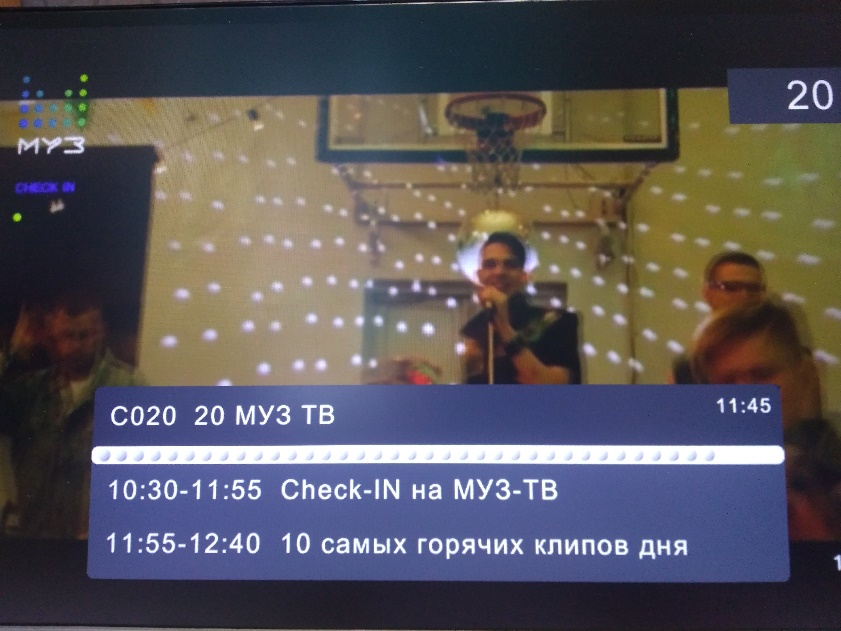 20
МУЗ
CHECK IN
C020 20 МУЗ ТВ
11:45
10:30-11:55 Check-IN на МУЗ-ТВ
11:55-12:40 10 самых горячих клипов дня